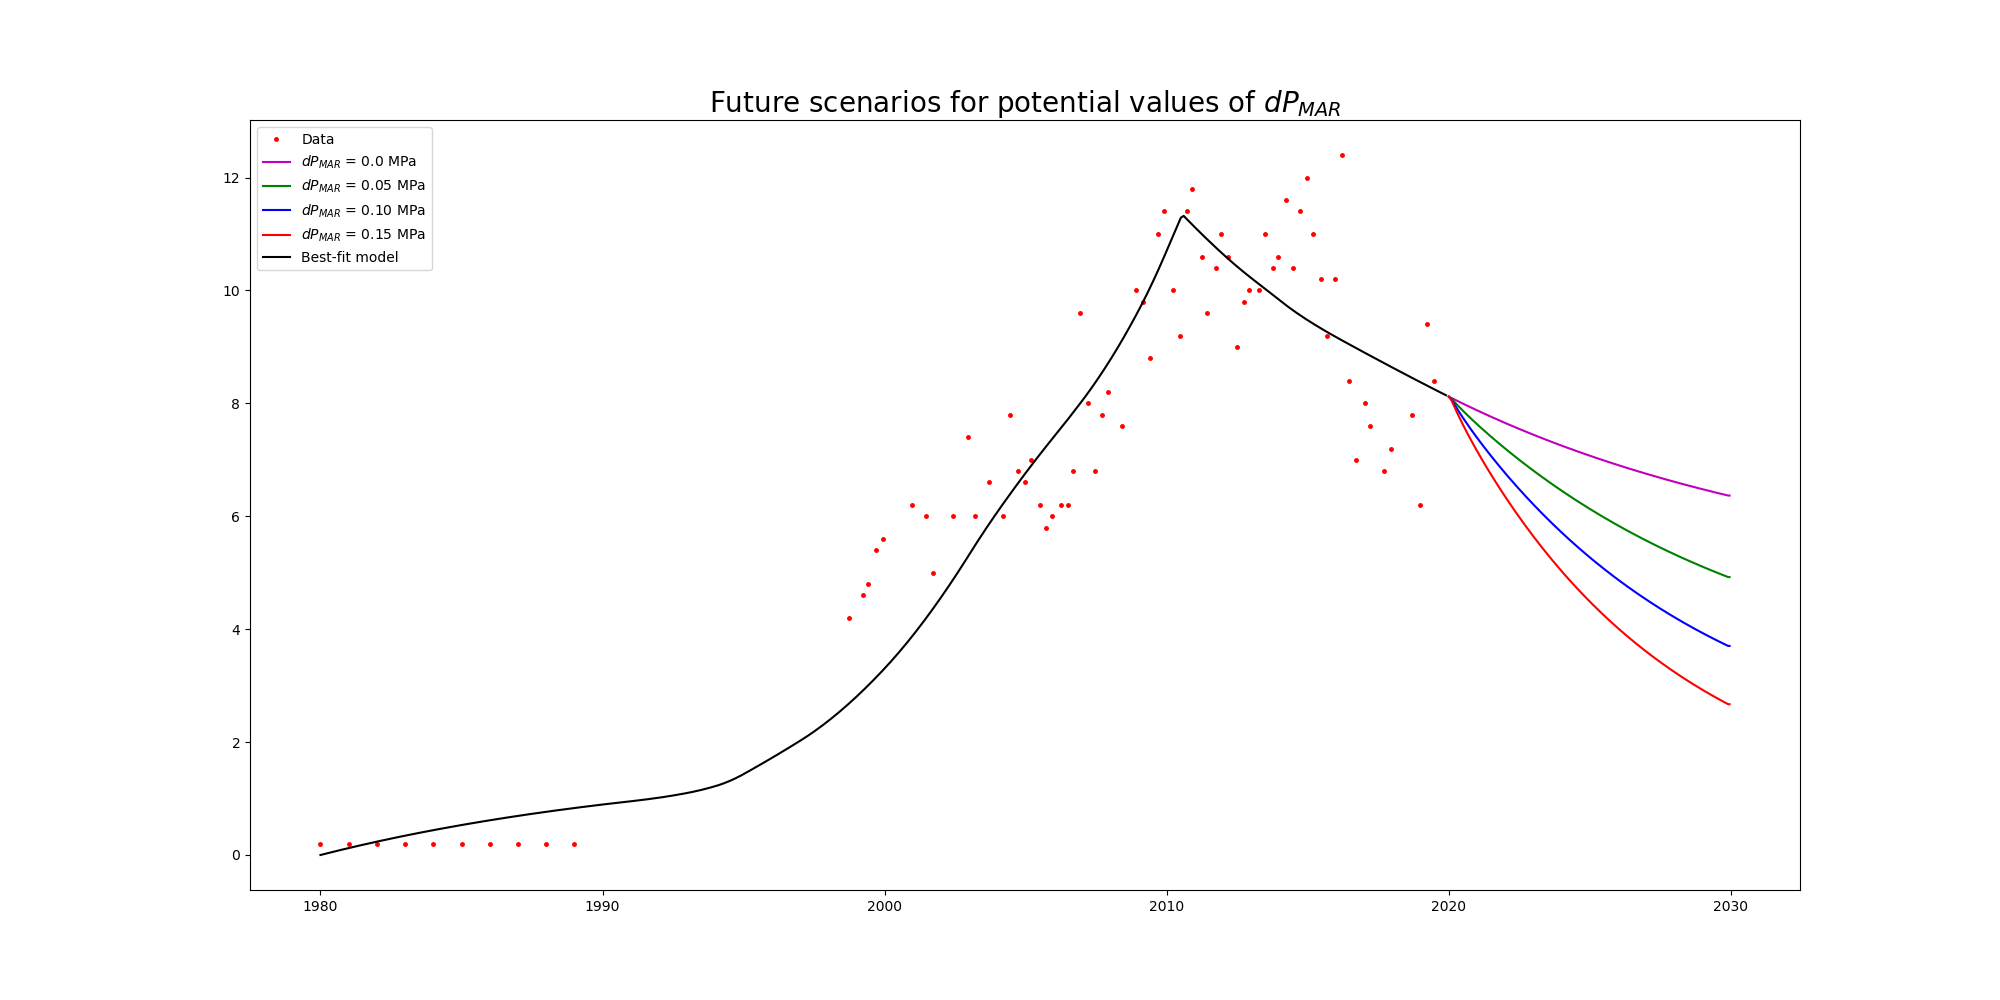 Future scenarios for potential values of dP_MAR
Data
dP_MAR = 0.0 MPa
dP_MAR = 0.05 MPa
dP_MAR = 0.10 MPa
dP_MAR = 0.15 MPa
Best-fit model
12
10
8
6
4
2
0
1980 1990 2000 2010 2020 2030